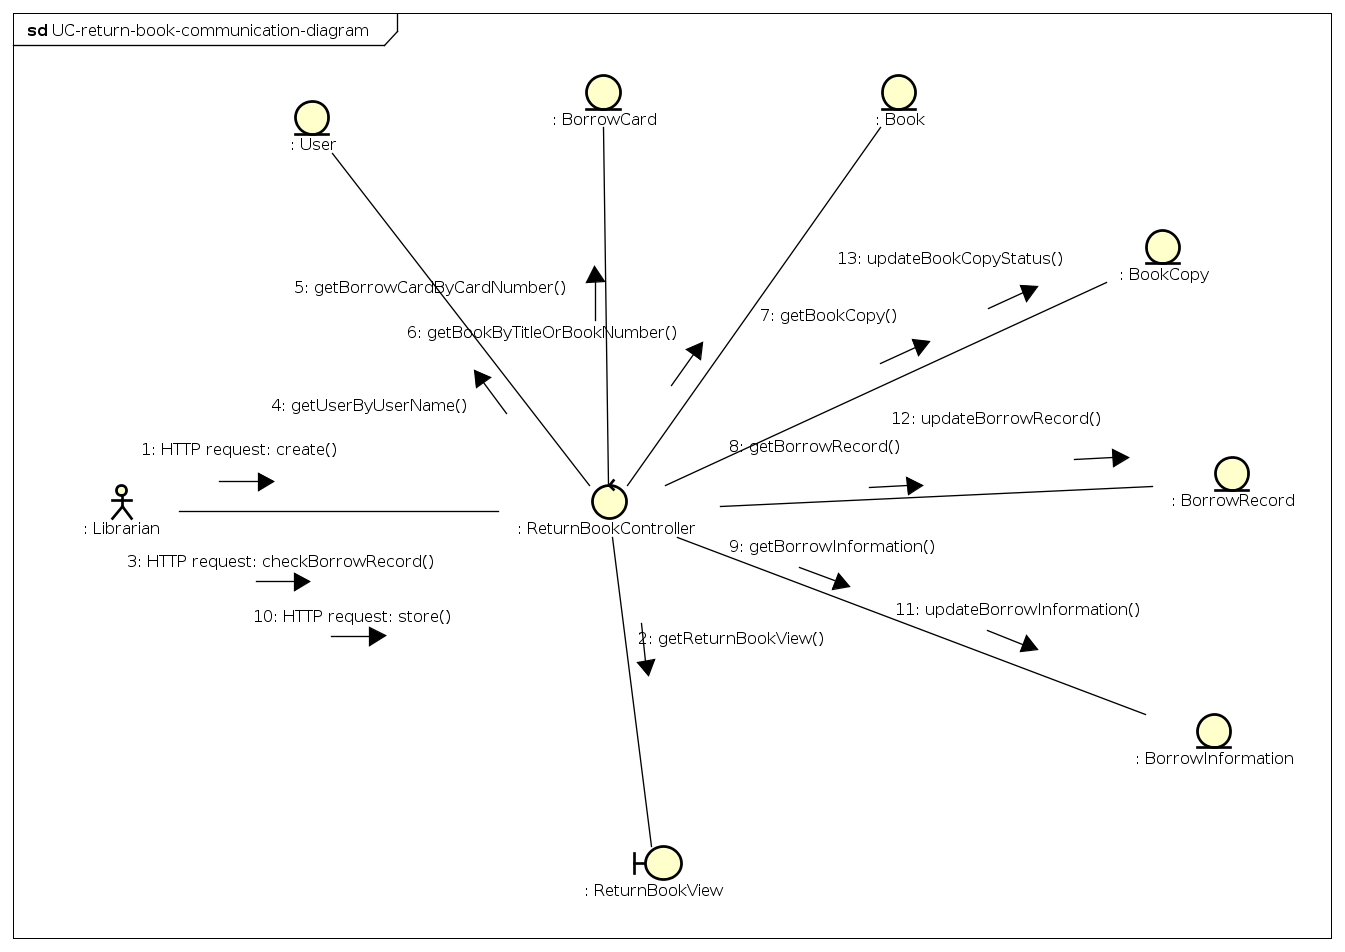 sd UC-return-book-communication-diagram
: BorrowCard
: Book
: User
13: updateBookCopyStatus()
: BookCopy
5: getBorrowCardByCardNumber()
7: getBookCopy()
6: getBookByTitleOrBookNumber()
4: getUserByUserName()
12: updateBorrowRecord()
1: HTTP request: create()
8: getBorrowRecord()
: BorrowRecord
: Librarian
: ReturnBookController
9: getBorrowInformation()
3: HTTP request: checkBorrowRecord()
11: updateBorrowInformation()
10: HTTP request: store()
2: getReturnBookView()
: BorrowInformation
: ReturnBookView